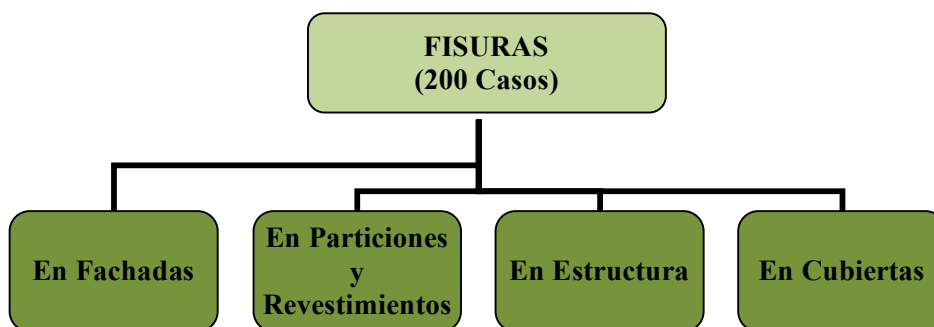 FISURAS
(200 Casos)
En Fachadas
En Particiones
y
Revestimientos
En Estructura
En Cubiertas